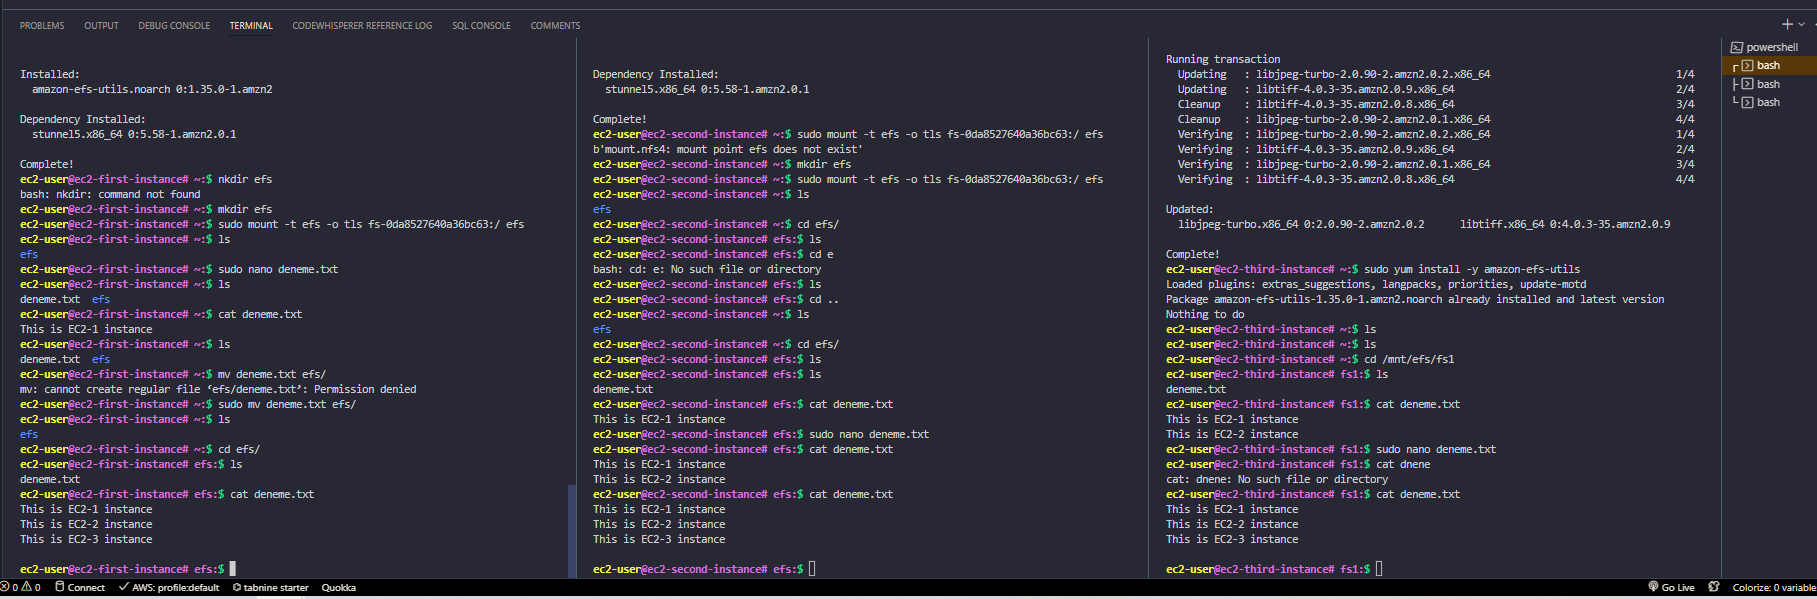 PROBLEMS OUTPUT DEBUG CONSOLE TERMINAL CODEWHISPERER REFERENCE LOG SQL CONSOLE COMMENTS
Installed:
amazon-efs-utils.noarch 0:1.35.0-1.amzn2
Dependency Installed:
stunnel5.x86_64 0:5.58-1.amzn2.0.1
Complete!
ec2-user@ec2-first-instance# ~:$ nkdir efs
bash: nkdir: command not found
ec2-user@ec2-first-instance# ~:$ mkdir efs
ec2-user@ec2-first-instance# ~:$ sudo mount -t efs -o tls fs-0da8527640a36bc63:/ efs
ec2-user@ec2-first-instance# ~:$ ls
efs
ec2-user@ec2-first-instance# ~:$ sudo nano deneme.txt
ec2-user@ec2-first-instance# ~:$ ls
deneme.txt efs
ec2-user@ec2-first-instance# ~:$ cat deneme.txt
This is EC2-1 instance
ec2-user@ec2-first-instance# ~:$ ls
deneme.txt efs
ec2-user@ec2-first-instance# ~:$ mv deneme.txt efs/
mv: cannot create regular file ‘efs/deneme.txt’: Permission denied
ec2-user@ec2-first-instance# ~:$ sudo mv deneme.txt efs/
ec2-user@ec2-first-instance# ~:$ ls
efs
ec2-user@ec2-first-instance# ~:$ cd efs/
ec2-user@ec2-first-instance# efs:$ ls
deneme.txt
ec2-user@ec2-first-instance# efs:$ cat deneme.txt
This is EC2-1 instance
This is EC2-2 instance
This is EC2-3 instance
ec2-user@ec2-first-instance# efs:$
Dependency Installed:
stunnel5.x86_64 0:5.58-1.amzn2.0.1
Complete!
ec2-user@ec2-second-instance# ~:$ sudo mount -t efs -o tls fs-0da8527640a36bc63:/ efs
b'mount.nfs4: mount point efs does not exist'
ec2-user@ec2-second-instance# ~:$ mkdir efs
ec2-user@ec2-second-instance# ~:$ sudo mount -t efs -o tls fs-0da8527640a36bc63:/ efs
ec2-user@ec2-second-instance# ~:$ ls
efs
ec2-user@ec2-second-instance# ~:$ cd efs/
ec2-user@ec2-second-instance# efs:$ ls
ec2-user@ec2-second-instance# efs:$ cd e
bash: cd: e: No such file or directory
ec2-user@ec2-second-instance# efs:$ ls
ec2-user@ec2-second-instance# efs:$ cd ..
ec2-user@ec2-second-instance# ~:$ ls
efs
ec2-user@ec2-second-instance# ~:$ cd efs/
ec2-user@ec2-second-instance# efs:$ ls
ec2-user@ec2-second-instance# efs:$ ls
deneme.txt
ec2-user@ec2-second-instance# efs:$ cat deneme.txt
This is EC2-1 instance
ec2-user@ec2-second-instance# efs:$ sudo nano deneme.txt
ec2-user@ec2-second-instance# efs:$ cat deneme.txt
This is EC2-1 instance
This is EC2-2 instance
ec2-user@ec2-second-instance# efs:$ cat deneme.txt
This is EC2-1 instance
This is EC2-2 instance
This is EC2-3 instance
ec2-user@ec2-second-instance# efs:$
Running transaction
Updating : libjpeg-turbo-2.0.90-2.amzn2.0.2.x86_64 1/4
Updating : libtiff-4.0.3-35.amzn2.0.9.x86_64 2/4
Cleanup : libtiff-4.0.3-35.amzn2.0.8.x86_64 3/4
Cleanup : libjpeg-turbo-2.0.90-2.amzn2.0.1.x86_64 4/4
Verifying : libjpeg-turbo-2.0.90-2.amzn2.0.2.x86_64 1/4
Verifying : libtiff-4.0.3-35.amzn2.0.9.x86_64 2/4
Verifying : libjpeg-turbo-2.0.90-2.amzn2.0.1.x86_64 3/4
Verifying : libtiff-4.0.3-35.amzn2.0.8.x86_64 4/4
Updated:
libjpeg-turbo.x86_64 0:2.0.90-2.amzn2.0.2 libtiff.x86_64 0:4.0.3-35.amzn2.0.9
Complete!
ec2-user@ec2-third-instance# ~:$ sudo yum install -y amazon-efs-utils
Loaded plugins: extras_suggestions, langpacks, priorities, update-motd
Package amazon-efs-utils-1.35.0-1.amzn2.noarch already installed and latest version
Nothing to do
ec2-user@ec2-third-instance# ~:$ ls
ec2-user@ec2-third-instance# ~:$ ls
ec2-user@ec2-third-instance# ~:$ cd /mnt/efs/fs1
ec2-user@ec2-third-instance# fs1:$ ls
deneme.txt
ec2-user@ec2-third-instance# fs1:$ cat deneme.txt
This is EC2-1 instance
This is EC2-2 instance
ec2-user@ec2-third-instance# fs1:$ sudo nano deneme.txt
ec2-user@ec2-third-instance# fs1:$ cat dnene
cat: dnene: No such file or directory
ec2-user@ec2-third-instance# fs1:$ cat deneme.txt
This is EC2-1 instance
This is EC2-2 instance
This is EC2-3 instance
ec2-user@ec2-third-instance# fs1:$
powershell
bash
bash
bash
0 0 Connect AWS: profile:default tabnine starter Quokka Go Live Colorize: 0 variable